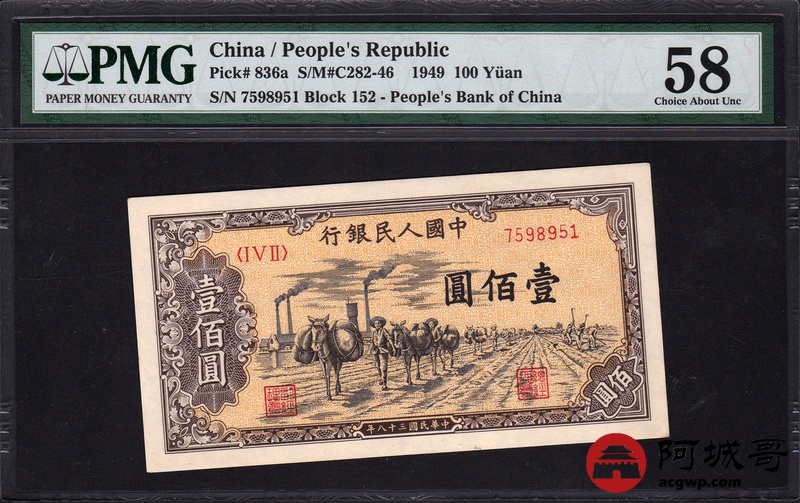 PMG
PAPER MONEY GUARANTY
China / People's Republic
Pick# 836a S/M#C282-46 1949 100 Yüan
S/N 7598951 Block 152 - People's Bank of China
58
Choice About Unc
中國人民銀行
〈IVII〉
7598951
壹佰圓
壹佰圓
佰圓
中華民國三十八年
阿城哥
acgwp.com